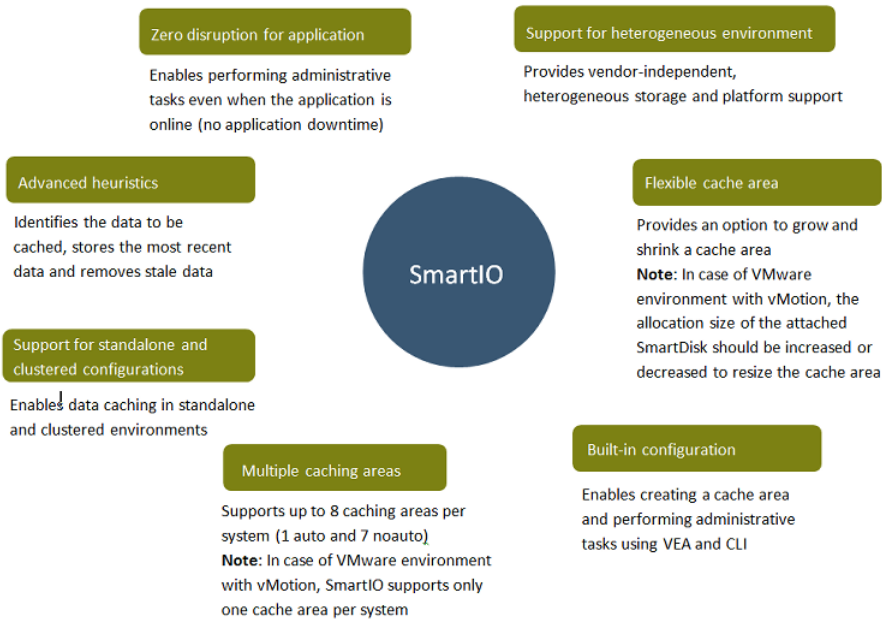 Zero disruption for application
Enables performing administrative
tasks even when the application is
online (no application downtime)
Support for heterogeneous environment
Provides vendor-independent,
heterogeneous storage and platform support
Advanced heuristics
Identifies the data to be
cached, stores the most recent
data and removes stale data
SmartIO
Flexible cache area
Provides an option to grow and
shrink a cache area
Note: In case of VMware
environment with vMotion, the
allocation size of the attached
SmartDisk should be increased or
decreased to resize the cache area
Support for standalone and
clustered configurations
Enables data caching in standalone
and clustered environments
Multiple caching areas
Supports up to 8 caching areas per
system (1 auto and 7 noauto)
Note: In case of VMware environment
with vMotion, SmartIO supports only
one cache area per system
Built-in configuration
Enables creating a cache area
and performing administrative
tasks using VEA and CLI